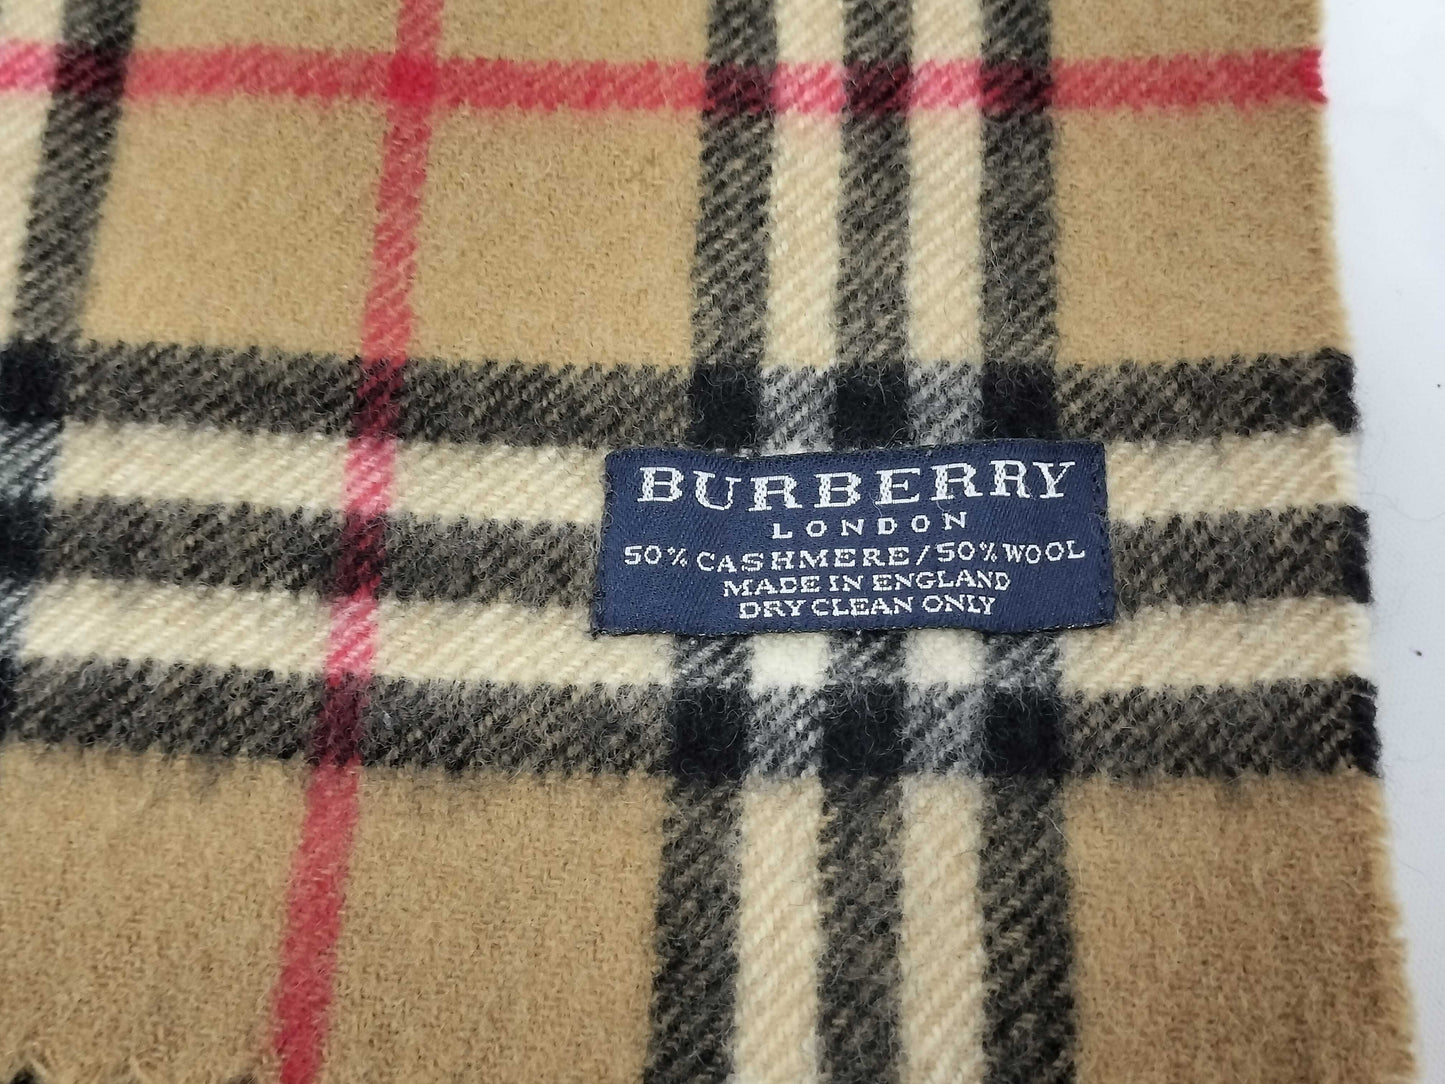 BURBERRY
LONDON
50% CASHMERE/50% WOOL
MADE IN ENGLAND
DRY CLEAN ONLY